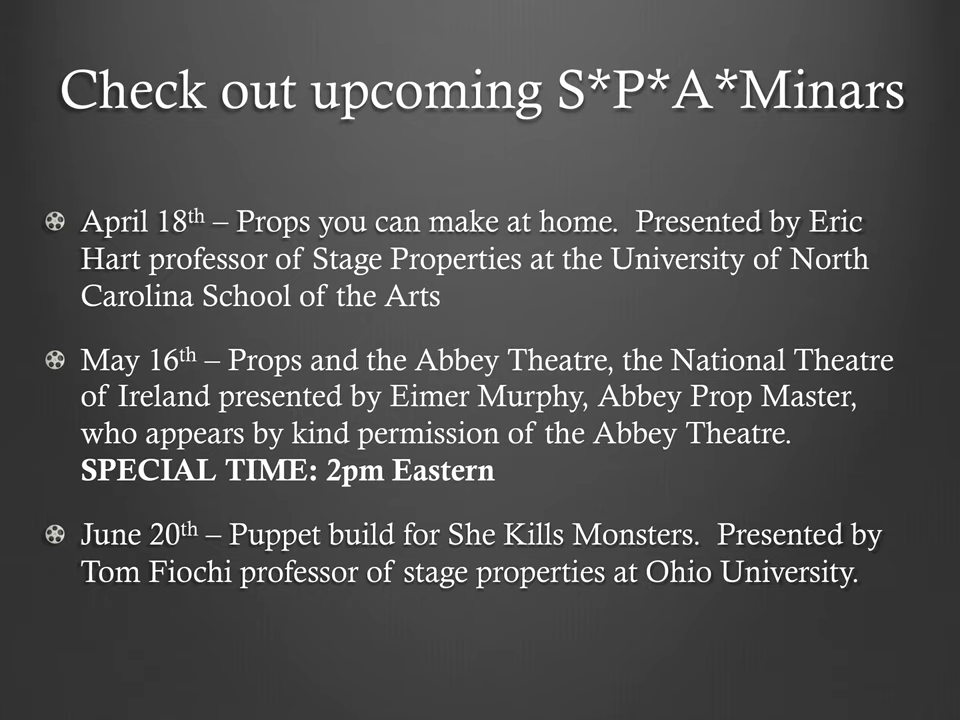 Check out upcoming S*P*A*Minars
April 18th – Props you can make at home.  Presented by Eric
Hart professor of Stage Properties at the University of North
Carolina School of the Arts
May 16th – Props and the Abbey Theatre, the National Theatre
of Ireland presented by Eimer Murphy, Abbey Prop Master,
who appears by kind permission of the Abbey Theatre.
SPECIAL TIME: 2pm Eastern
June 20th – Puppet build for She Kills Monsters.  Presented by
Tom Fiochi professor of stage properties at Ohio University.